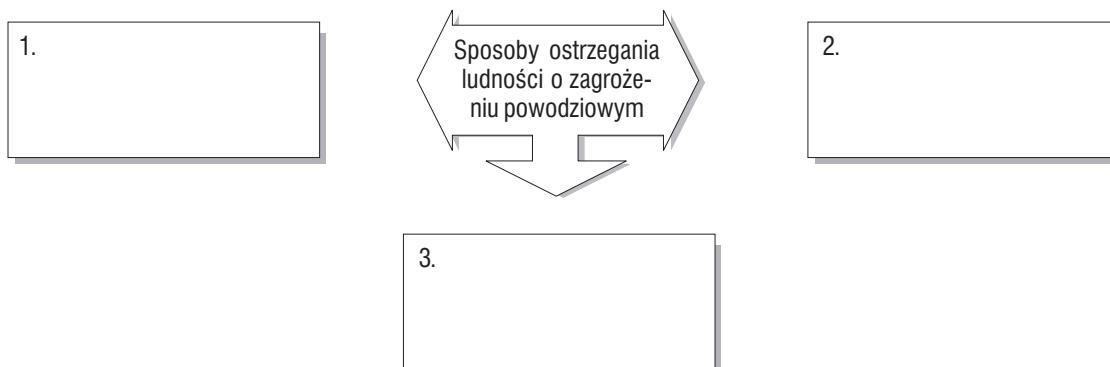 1.
Sposoby ostrzegania
ludności o zagroże-
niu powodziowym
2.
3.